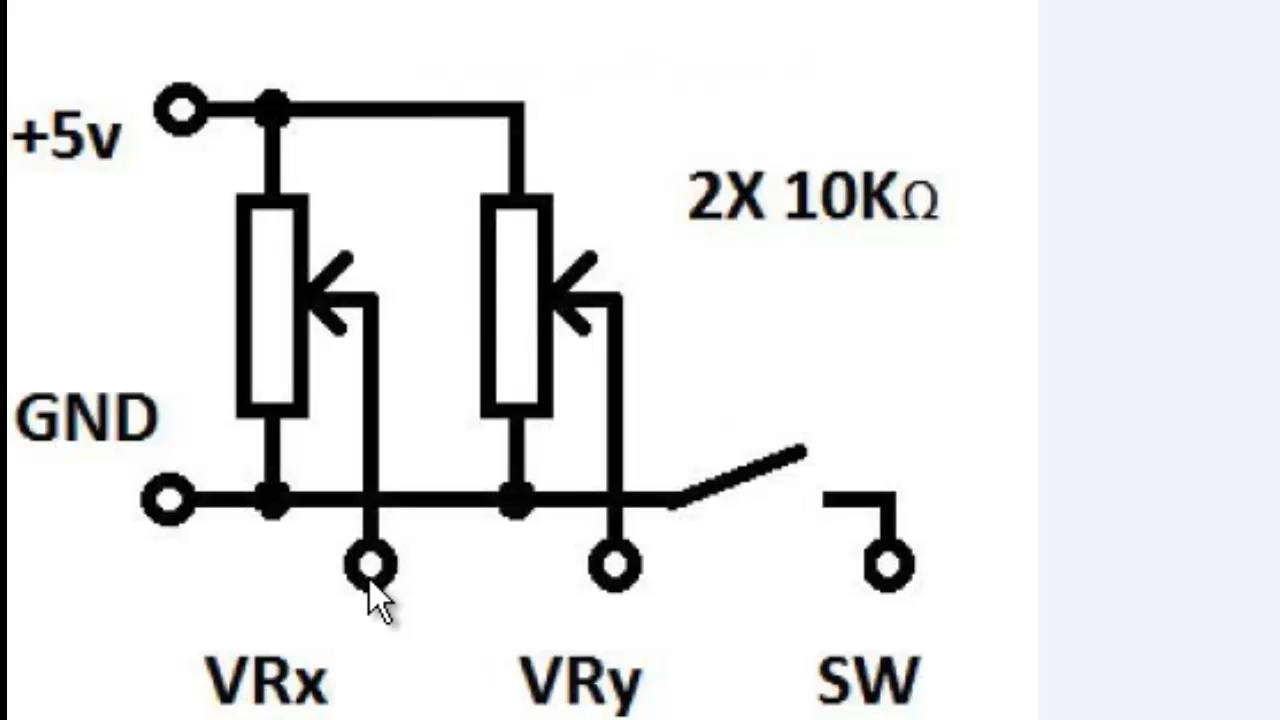 +5v
2X 10KΩ
GND
VRx
VRy
SW